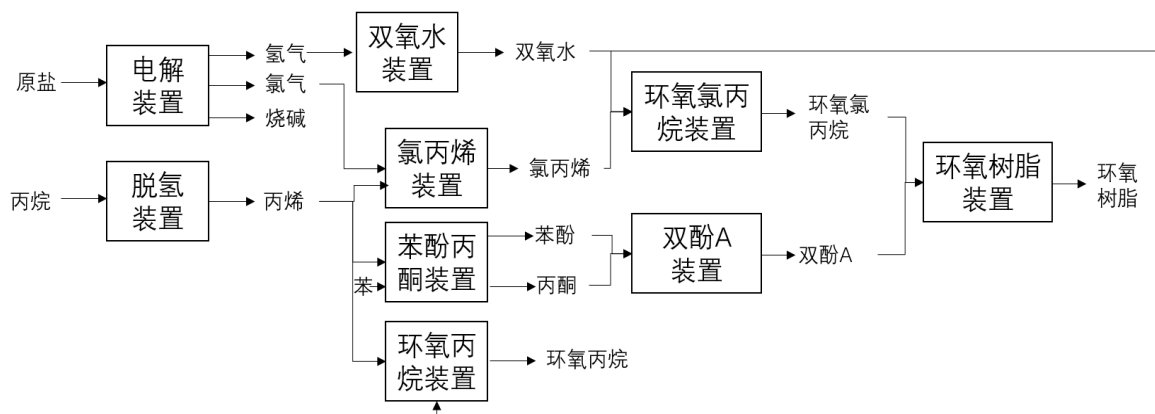 原盐
电解
装置
氢气
氯气
烧碱
双氧水
装置
双氧水
环氧氯丙
烷装置
环氧氯
丙烷
氯丙烯
装置
氯丙烯
丙烷
脱氢
装置
丙烯
环氧树脂
装置
环氧
树脂
苯酚丙
酮装置
苯
苯酚
丙酮
双酚A
装置
双酚A
环氧丙
烷装置
环氧丙烷